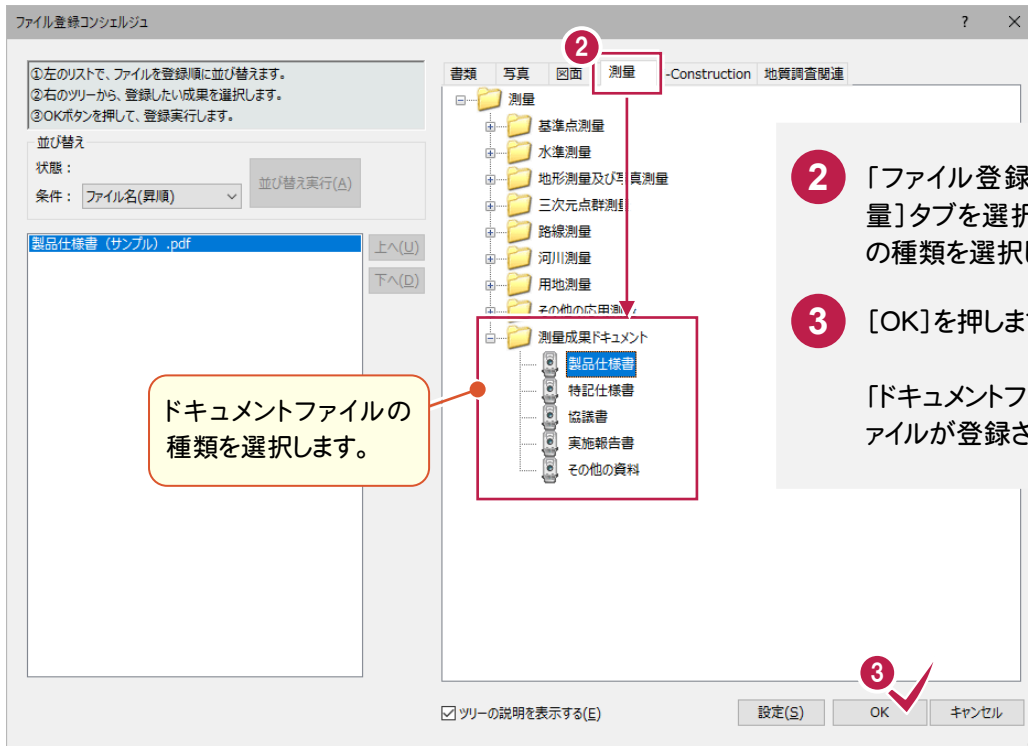 ファイル登録コンシェルジュ
? ×
①左のリストで、ファイルを登録順に並び替えます。
②右のツリーから、登録したい成果を選択します。
③OKボタンを押して、登録実行します。
並び替え
状態：
条件： ファイル名(昇順)
並び替え実行(A)
製品仕様書（サンプル）.pdf
上へ(U)
下へ(D)
2
書類 写真 図面 測量 -Construction 地質調査関連
測量
基準点測量
水準測量
地形測量及び写真測量
三次元点群測量
路線測量
河川測量
用地測量
その他の応用測量
測量成果ドキュメント
製品仕様書
特記仕様書
協議書
実施報告書
その他の資料
ドキュメントファイルの
種類を選択します。
2 「ファイル登録
量］タブを選択
の種類を選択
3 ［OK］を押しま
「ドキュメントフ
ァイルが登録さ
3
ツリーの説明を表示する(E)
設定(S) OK キャンセル